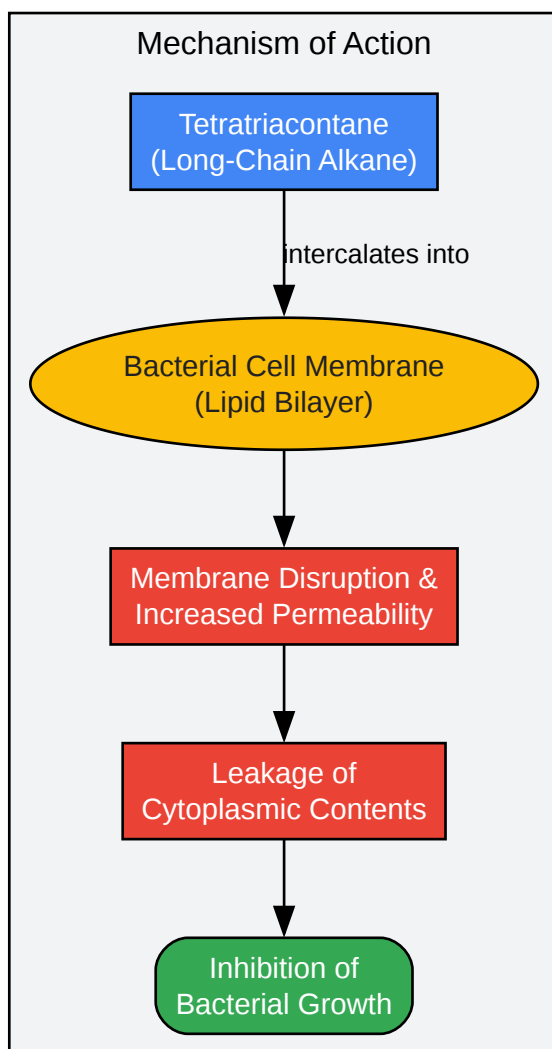 Mechanism of Action
Tetratriacontane
(Long-Chain Alkane)
intercalates into
Bacterial Cell Membrane
(Lipid Bilayer)
Membrane Disruption &
Increased Permeability
Leakage of
Cytoplasmic Contents
Inhibition of
Bacterial Growth